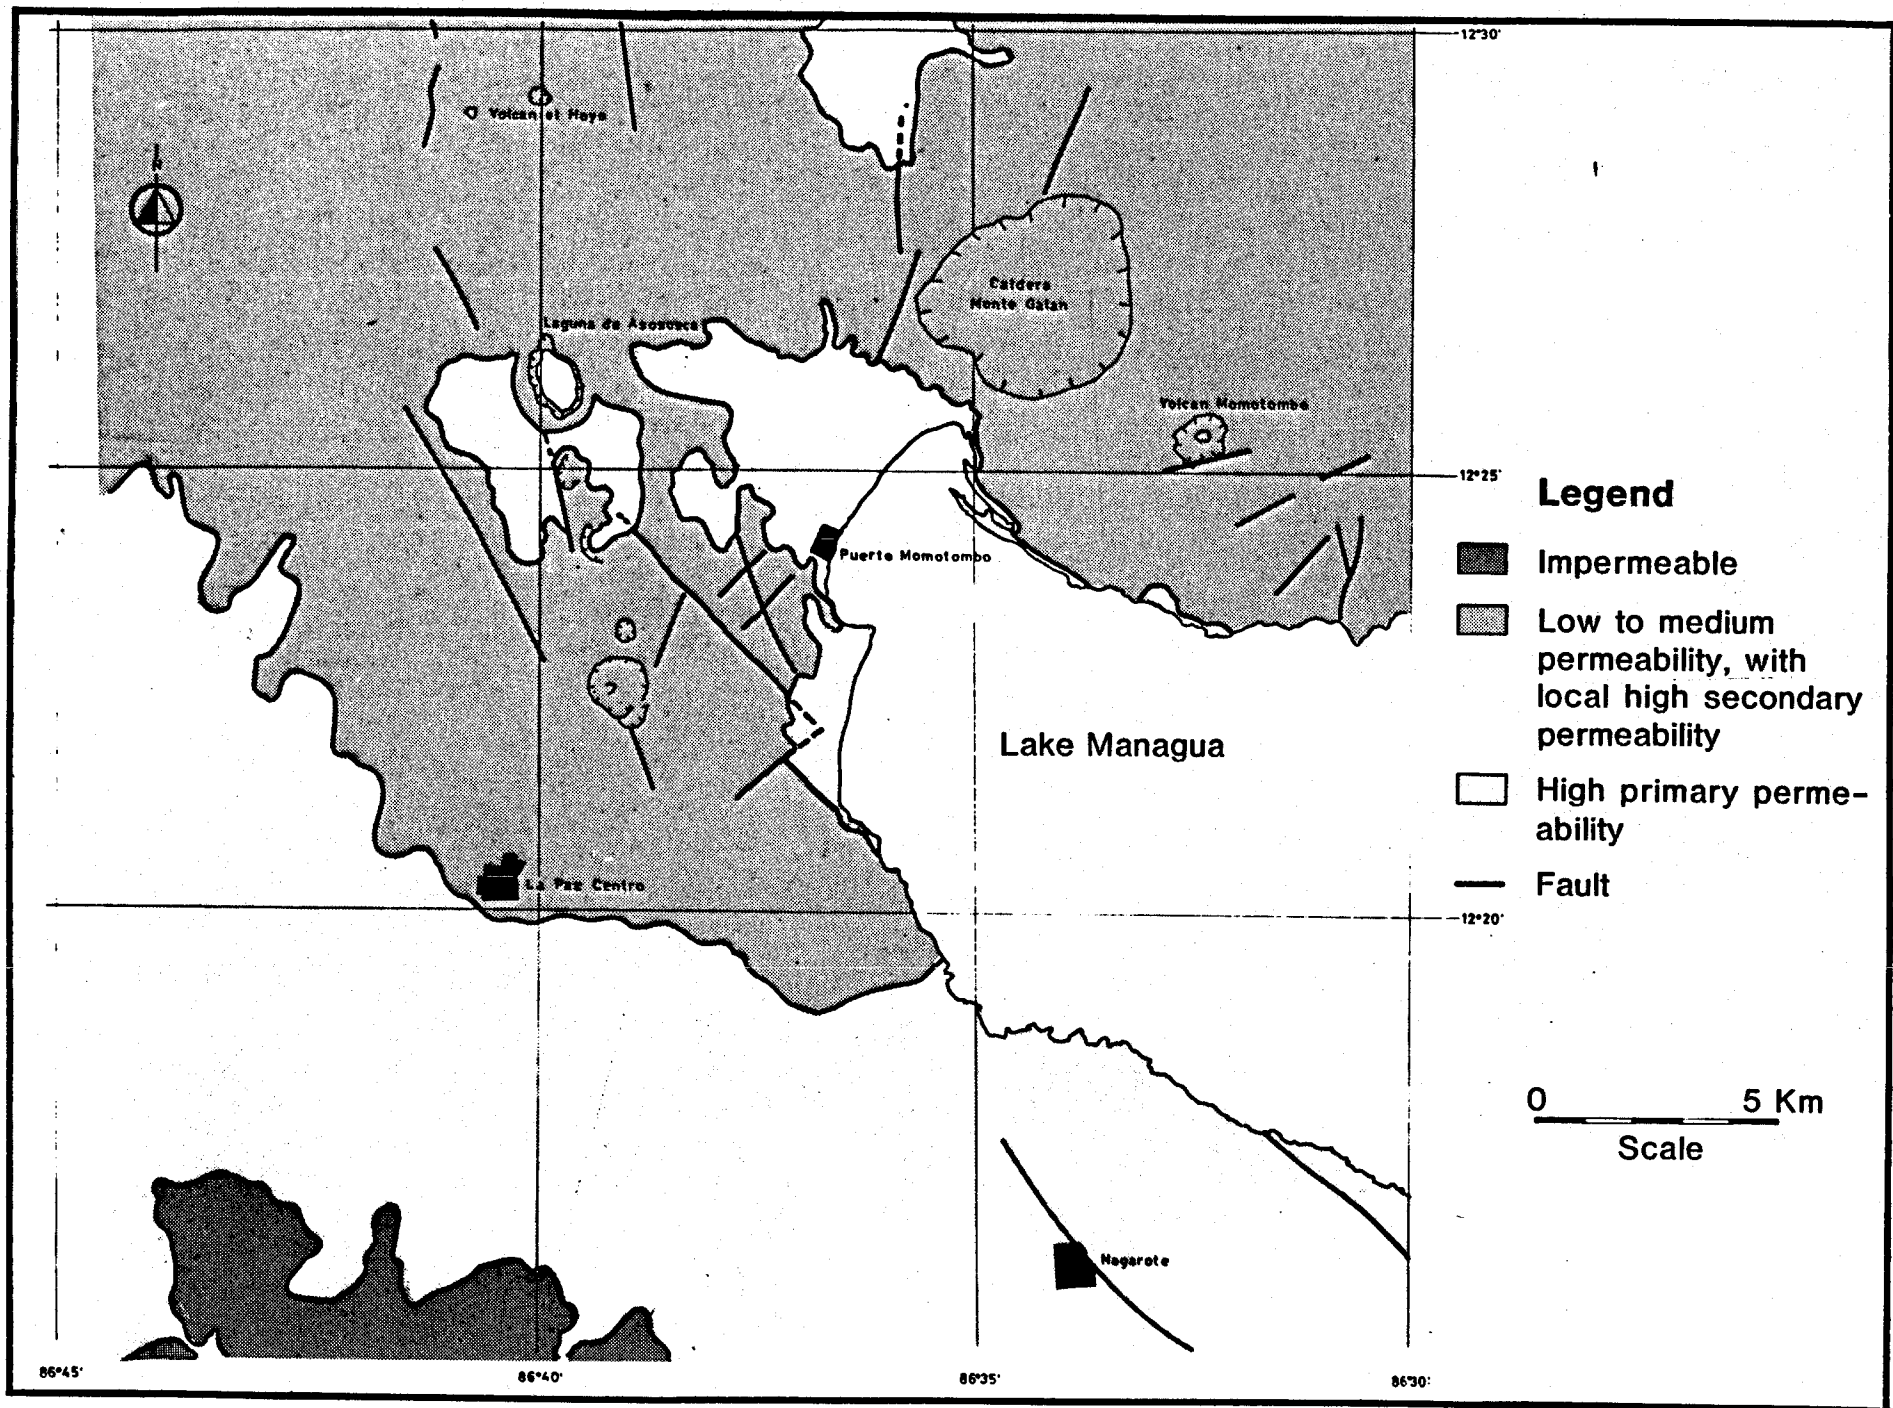 12°30'
Volcan el Hoyo
N
Caldera
Monte Galan
Laguna de Asososca
Volcan Momotombo
12°25'
Legend
Puerto Momotombo
Impermeable
Low to medium
permeability, with
local high secondary
permeability
Lake Managua
High primary perme-
ability
Fault
La Paz Centro
12°20'
0 5 Km
Scale
Nagarote
86°45' 86°40' 86°35' 86°30'